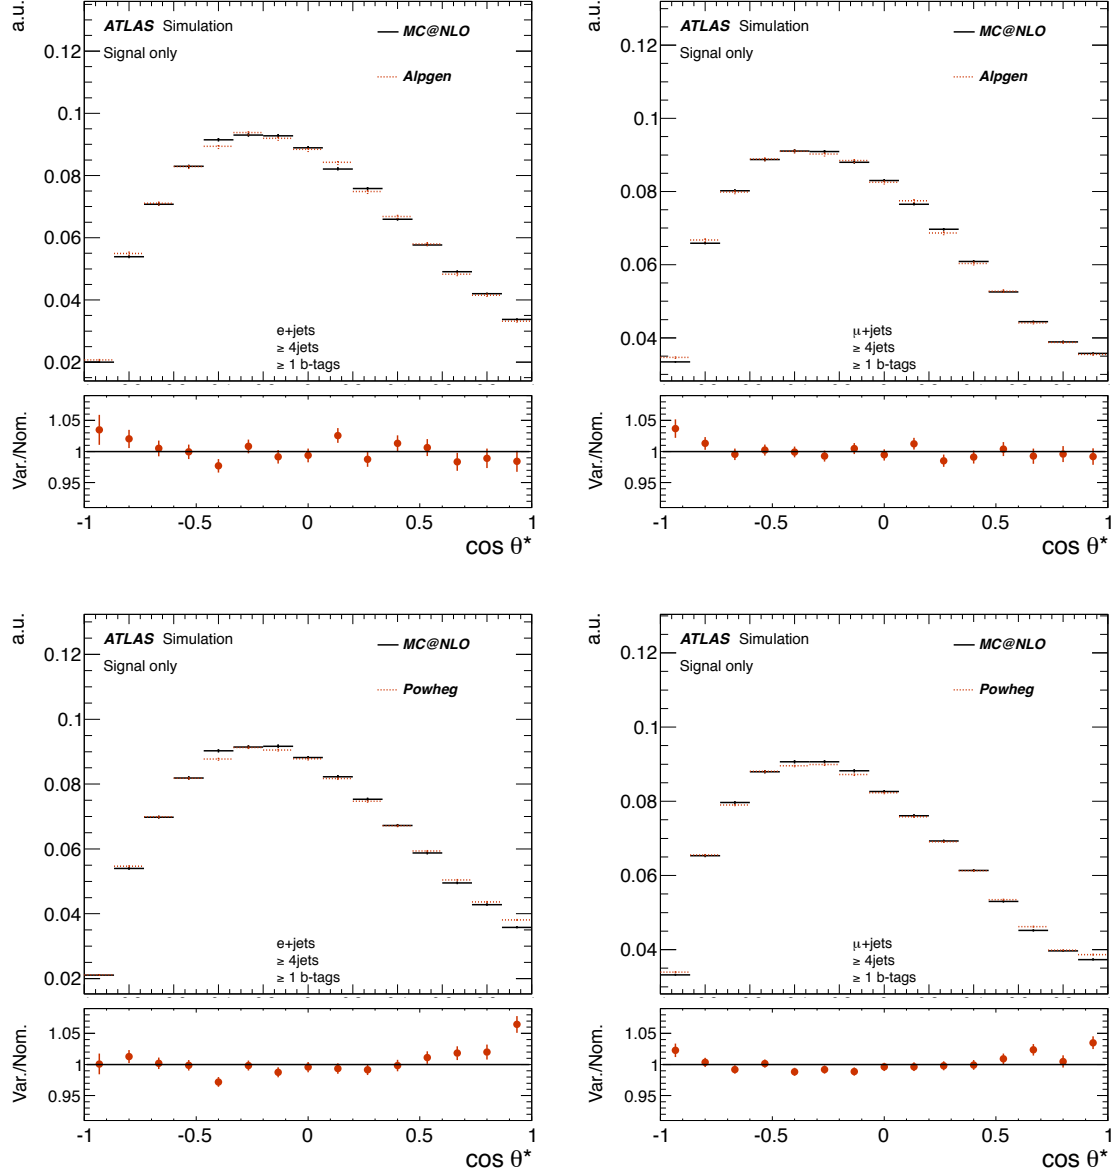 a.u.
ATLAS Simulation
Signal only
MC@NLO
Alpgen
0.12
0.1
0.08
0.06
0.04
0.02
e+jets
≥ 4jets
≥ 1 b-tags
Var./Nom.
1.05
1
0.95
-1 -0.5 0 0.5 1
cos θ*
a.u.
ATLAS Simulation
Signal only
MC@NLO
Alpgen
0.12
0.1
0.08
0.06
0.04
μ+jets
≥ 4jets
≥ 1 b-tags
Var./Nom.
1.05
1
0.95
-1 -0.5 0 0.5 1
cos θ*
a.u.
ATLAS Simulation
Signal only
MC@NLO
Powheg
0.12
0.1
0.08
0.06
0.04
0.02
e+jets
≥ 4jets
≥ 1 b-tags
Var./Nom.
1.05
1
0.95
-1 -0.5 0 0.5 1
cos θ*
a.u.
ATLAS Simulation
Signal only
MC@NLO
Powheg
0.12
0.1
0.08
0.06
0.04
μ+jets
≥ 4jets
≥ 1 b-tags
Var./Nom.
1.05
1
0.95
-1 -0.5 0 0.5 1
cos θ*